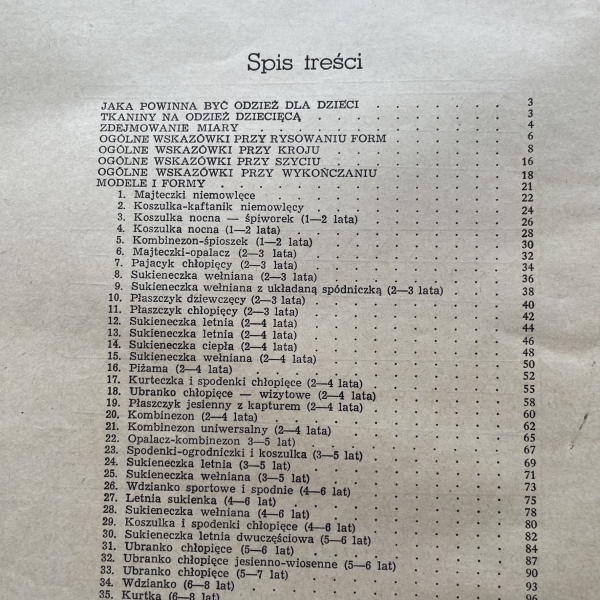 Spis treści
JAKA POWINNA BYĆ ODZIEŻ DLA DZIECI . . . . . . . 3
TKANINY NA ODZIEŻ DZIECIĘCĄ . . . . . . . 3
ZDEJMOWANIE MIARY . . . . . . . 4
OGÓLNE WSKAZÓWKI PRZY RYSOWANIU FORM . . . . . . . 6
OGÓLNE WSKAZÓWKI PRZY KROJU . . . . . . . 8
OGÓLNE WSKAZÓWKI PRZY SZYCIU . . . . . . . 16
OGÓLNE WSKAZÓWKI PRZY WYKOŃCZANIU . . . . . . . 18
MODELE I FORMY . . . . . . . 21
1. Majteczki niemowlęce . . . . . . . 22
2. Koszulka-kaftanik niemowlęcy . . . . . . . 24
3. Koszulka nocna — śpiworek (1—2 lata) . . . . . . . 26
4. Koszulka nocna (1—2 lata) . . . . . . . 28
5. Kombinezon-śpioszek (1—2 lata) . . . . . . . 30
6. Majteczki-opalacz (2—3 lata) . . . . . . . 32
7. Pajacyk chłopięcy (2—3 lata) . . . . . . . 34
8. Sukieneczka wełniana (2—3 lata) . . . . . . . 36
9. Sukieneczka wełniana z układaną spódniczką (2—3 lata) . . . . 38
10. Płaszczyk dziewczęcy (2—3 lata) . . . . . . . 40
11. Płaszczyk chłopięcy (2—3 lata) . . . . . . . 42
12. Sukieneczka letnia (2—4 lata) . . . . . . . 44
13. Sukieneczka letnia (2—4 lata) . . . . . . . 46
14. Sukieneczka ciepła (2—4 lata) . . . . . . . 48
15. Sukieneczka wełniana (2—4 lata) . . . . . . . 50
16. Piżama (2—4 lata) . . . . . . . 52
17. Kurteczka i spodenki chłopięce (2—4 lata) . . . . . . . 55
18. Ubranko chłopięce — wizytowe (2—4 lata) . . . . . . . 58
19. Płaszczyk jesienny z kapturem (2—4 lata) . . . . . . . 60
20. Kombinezon (2—4 lata) . . . . . . . 62
21. Kombinezon uniwersalny (2—4 lata) . . . . . . . 65
22. Opalacz-kombinezon 3—5 lat) . . . . . . . 67
23. Spodenki-ogrodniczki i koszulka (3—5 lat) . . . . . . . 69
24. Sukieneczka letnia (3—5 lat) . . . . . . . 71
25. Sukieneczka wełniana (3—5 lat) . . . . . . . 73
26. Wdzianko sportowe i spodnie (4—6 lat) . . . . . . . 75
27. Letnia sukienka (4—6 lat) . . . . . . . 78
28. Sukieneczka wełniana (4—6 lat) . . . . . . . 80
29. Koszulka i spodenki chłopięce (4—6 lat) . . . . . . . 82
30. Sukieneczka letnia dwuczęściowa (5—6 lat) . . . . . . . 84
31. Ubranko chłopięce (5—6 lat) . . . . . . . 87
32. Ubranko chłopięce jesienno-wiosenne (5—6 lat) . . . . . . . 90
33. Ubranko chłopięce (5—7 lat) . . . . . . . 93
34. Wdzianko (6—8 lat) . . . . . . . 96
35. Kurtka (6—8 lat)